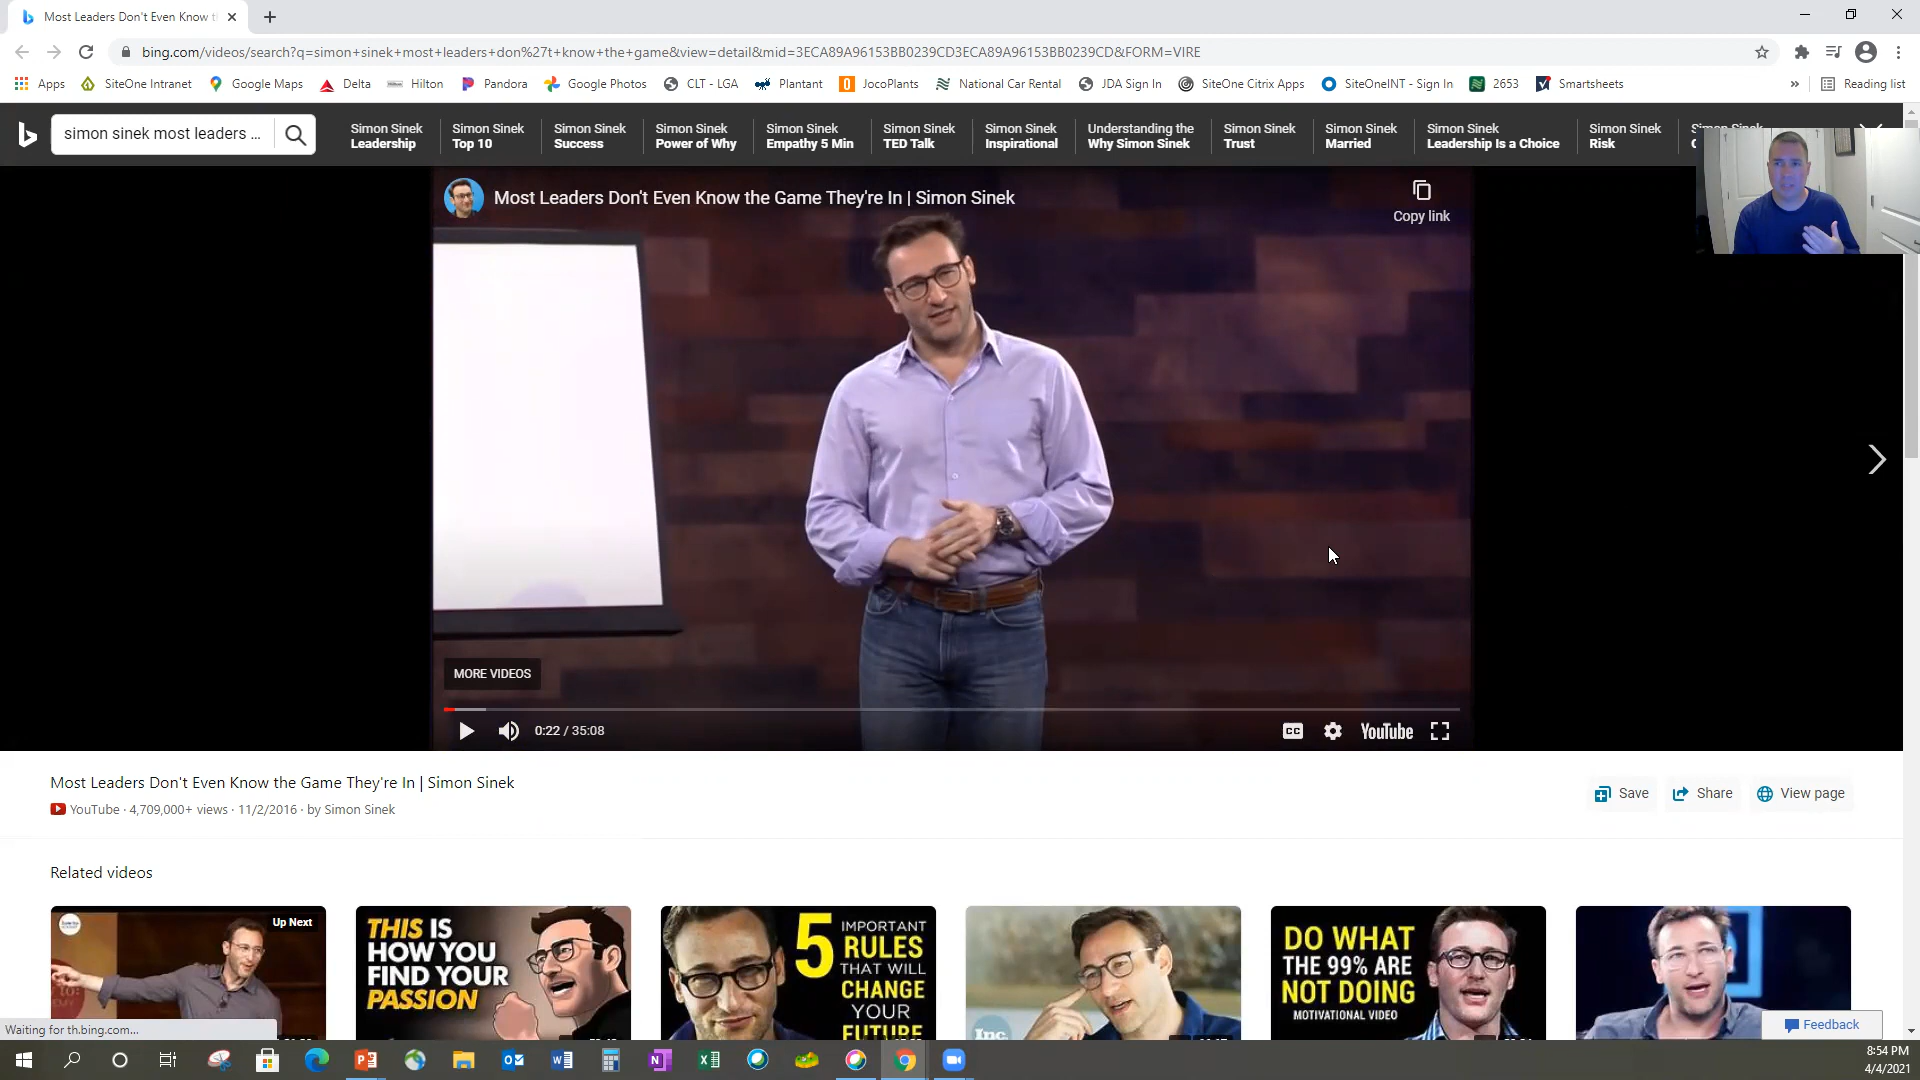 Most Leaders Don't Even Know t
bing.com/videos/search?q=simon+sinek+most+leaders+don%27t+know+the+game&view=detail&mid=3ECA89A96153BB0239CD3ECA89A96153BB0239CD&FORM=VIRE
Apps SiteOne Intranet Google Maps Delta Hilton Pandora Google Photos CLT - LGA Plantant JocoPlants National Car Rental JDA Sign In SiteOne Citrix Apps SiteOneINT - Sign In 2653 Smartsheets » Reading list
simon sinek most leaders ...
Simon Sinek
Leadership
Simon Sinek
Top 10
Simon Sinek
Success
Simon Sinek
Power of Why
Simon Sinek
Empathy 5 Min
Simon Sinek
TED Talk
Simon Sinek
Inspirational
Understanding the
Why Simon Sinek
Simon Sinek
Trust
Simon Sinek
Married
Simon Sinek
Leadership Is a Choice
Simon Sinek
Risk
Most Leaders Don't Even Know the Game They're In | Simon Sinek
Copy link
MORE VIDEOS
0:22 / 35:08
CC
YouTube
Most Leaders Don't Even Know the Game They're In | Simon Sinek
YouTube · 4,709,000+ views · 11/2/2016 · by Simon Sinek
Save
Share
View page
Related videos
Up Next
THIS IS
HOW YOU
FIND YOUR
PASSION
5 IMPORTANT
RULES
THAT WILL
CHANGE
YOUR
FUTURE
Inc.
DO WHAT
THE 99% ARE
NOT DOING
MOTIVATIONAL VIDEO
Feedback
Waiting for th.bing.com...
8:54 PM
4/4/2021